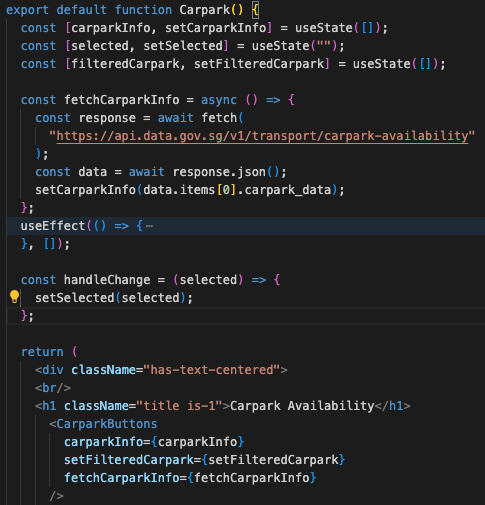 export default function Carpark() {
const [carparkInfo, setCarparkInfo] = useState([]);
const [selected, setSelected] = useState("");
const [filteredCarpark, setFilteredCarpark] = useState([]);
const fetchCarparkInfo = async () => {
const response = await fetch(
"https://api.data.gov.sg/v1/transport/carpark-availability"
);
const data = await response.json();
setCarparkInfo(data.items[0].carpark_data);
};
useEffect(() => {⋯
}, []);
const handleChange = (selected) => {
setSelected(selected);
};
return (
<div className="has-text-centered">
<br/>
<h1 className="title is-1">Carpark Availability</h1>
<CarparkButtons
carparkInfo={carparkInfo}
setFilteredCarpark={setFilteredCarpark}
fetchCarparkInfo={fetchCarparkInfo}
/>